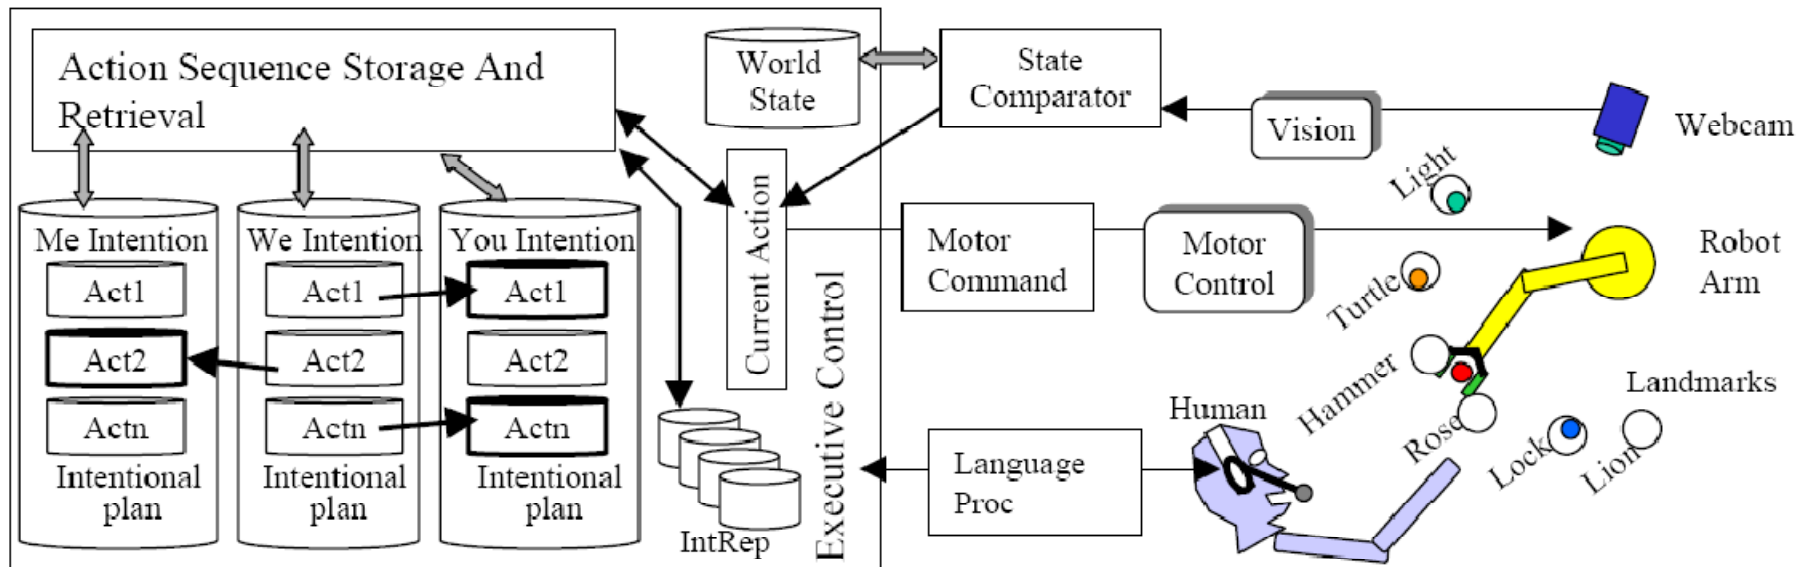 Action Sequence Storage And
Retrieval
World
State
State
Comparator
Vision
Webcam
Light
Me Intention
Act1
Act2
Actn
Intentional
plan
We Intention
Act1
Act2
Actn
Intentional
plan
You Intention
Act1
Act2
Actn
Intentional
plan
Current Action
IntRep
Executive Control
Motor
Command
Motor
Control
Robot
Arm
Turtle
Hammer
Rose
Lock
Lion
Landmarks
Human
Language
Proc